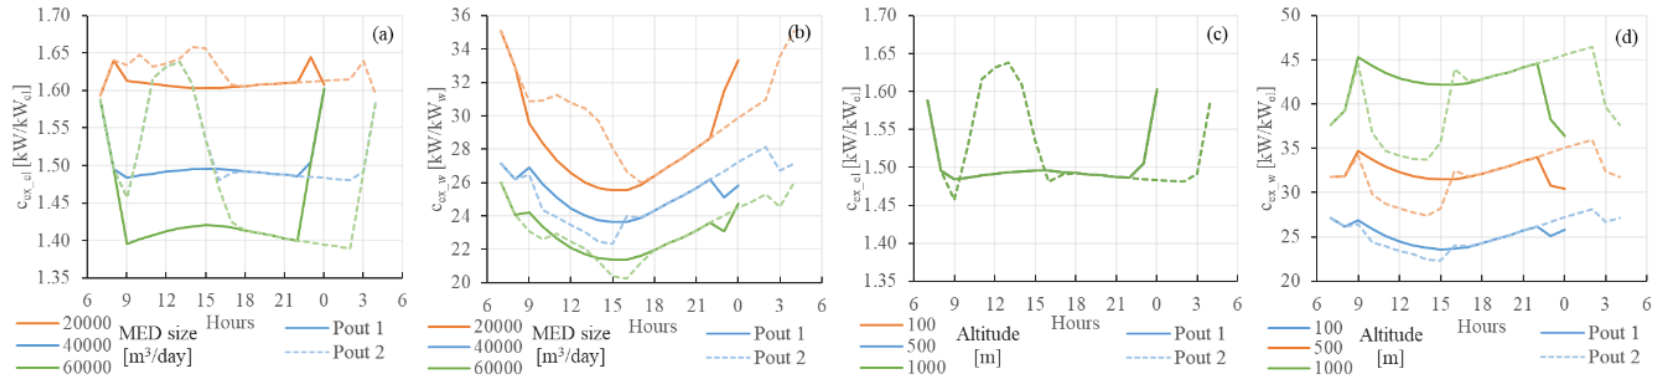 (a)
c_ex_el [kW/kW_el]
1.70
1.65
1.60
1.55
1.50
1.45
1.40
1.35
6 9 12 15 18 21 0 3 6
Hours
20000
40000
60000
MED size
[m³/day]
Pout 1
Pout 2
(b)
c_ex_w [kW/kW_w]
36
34
32
30
28
26
24
22
20
6 9 12 15 18 21 0 3 6
Hours
20000
40000
60000
MED size
[m³/day]
Pout 1
Pout 2
(c)
c_ex_el [kW/kW_el]
1.70
1.65
1.60
1.55
1.50
1.45
1.40
1.35
6 9 12 15 18 21 0 3 6
Hours
100
500
1000
Altitude
[m]
Pout 1
Pout 2
(d)
c_ex_w [kW/kW_el]
50
45
40
35
30
25
20
6 9 12 15 18 21 0 3 6
Hours
100
500
1000
Altitude
[m]
Pout 1
Pout 2